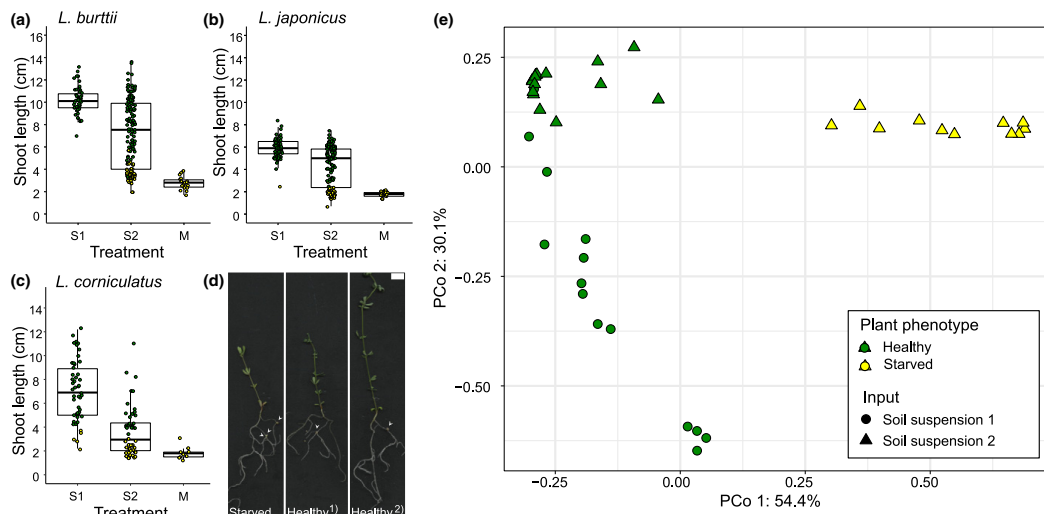 (a) L. burttii
Shoot length (cm)
16
14
12
10
8
6
4
2
0
S1 S2 M
Treatment
(b) L. japonicus
Shoot length (cm)
16
14
12
10
8
6
4
2
0
S1 S2 M
Treatment
(c) L. corniculatus
Shoot length (cm)
14
12
10
8
6
4
2
0
S1 S2 M
Treatment
(d)
Starved Healthy1) Healthy2)
(e)
PCo 2: 30.1%
0.25
0.00
−0.25
−0.50
−0.25 0.00 0.25 0.50
PCo 1: 54.4%
Plant phenotype
Healthy
Starved
Input
Soil suspension 1
Soil suspension 2